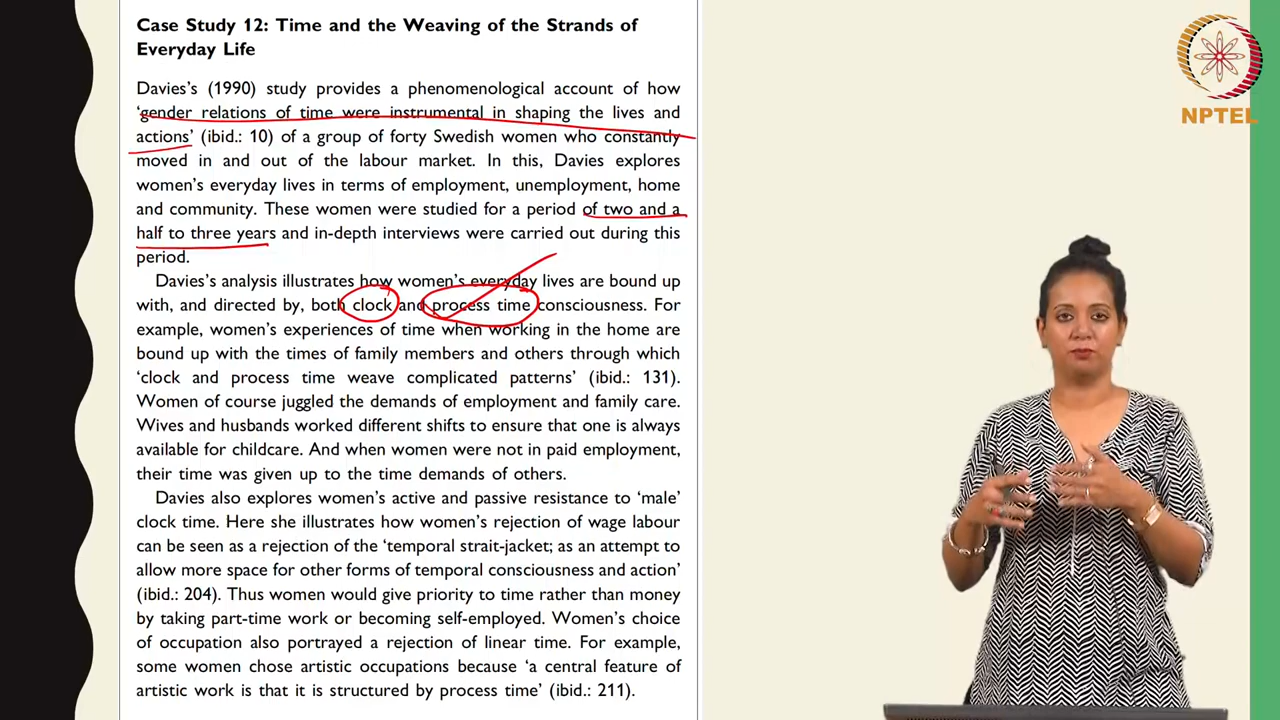 Case Study 12: Time and the Weaving of the Strands of
Everyday Life
Davies's (1990) study provides a phenomenological account of how
'gender relations of time were instrumental in shaping the lives and
actions' (ibid.: 10) of a group of forty Swedish women who constantly
moved in and out of the labour market. In this, Davies explores
women's everyday lives in terms of employment, unemployment, home
and community. These women were studied for a period of two and a
half to three years and in-depth interviews were carried out during this
period.
Davies's analysis illustrates how women's everyday lives are bound up
with, and directed by, both clock and process time consciousness. For
example, women's experiences of time when working in the home are
bound up with the times of family members and others through which
'clock and process time weave complicated patterns' (ibid.: 131).
Women of course juggled the demands of employment and family care.
Wives and husbands worked different shifts to ensure that one is always
available for childcare. And when women were not in paid employment,
their time was given up to the time demands of others.
Davies also explores women's active and passive resistance to 'male'
clock time. Here she illustrates how women's rejection of wage labour
can be seen as a rejection of the 'temporal strait-jacket; as an attempt to
allow more space for other forms of temporal consciousness and action'
(ibid.: 204). Thus women would give priority to time rather than money
by taking part-time work or becoming self-employed. Women's choice
of occupation also portrayed a rejection of linear time. For example,
some women chose artistic occupations because 'a central feature of
artistic work is that it is structured by process time' (ibid.: 211).
NPTEL